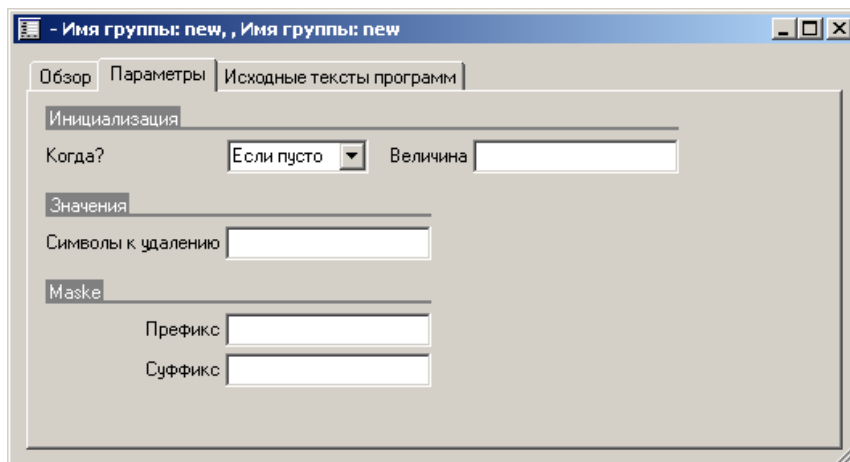 - Имя группы: new, , Имя группы: new
Обзор Параметры Исходные тексты программ
Инициализация
Когда? Если пусто Величина
Значения
Символы к удалению
Maske
Префикс
Суффикс